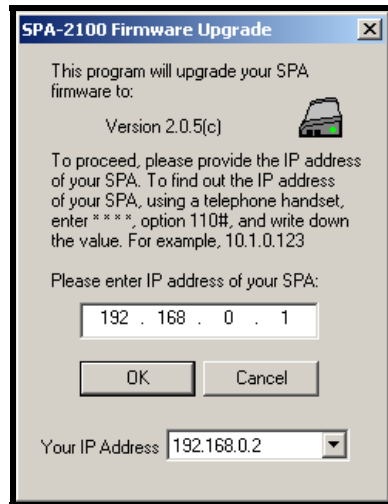 SPA-2100 Firmware Upgrade
This program will upgrade your SPA
firmware to:
Version 2.0.5(c)
To proceed, please provide the IP address
of your SPA. To find out the IP address
of your SPA, using a telephone handset,
enter * * * *, option 110#, and write down
the value. For example, 10.1.0.123
Please enter IP address of your SPA:
192 . 168 . 0 . 1
OK Cancel
Your IP Address 192.168.0.2